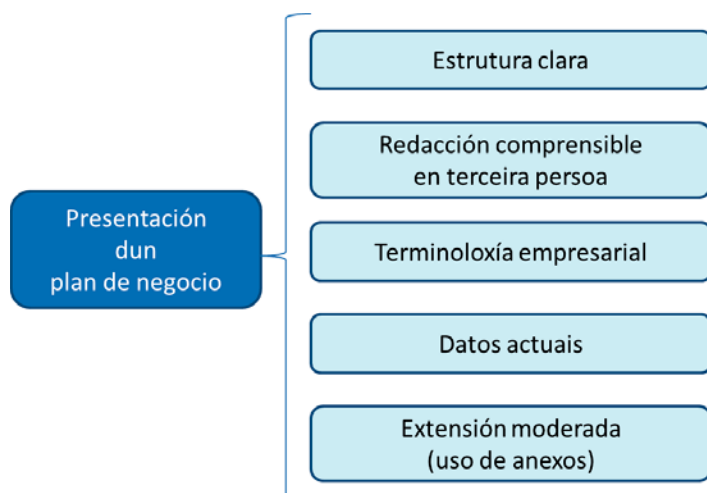 Presentación
dun
plan de negocio
Estrutura clara
Redacción comprensible
en terceira persoa
Terminoloxía empresarial
Datos actuais
Extensión moderada
(uso de anexos)